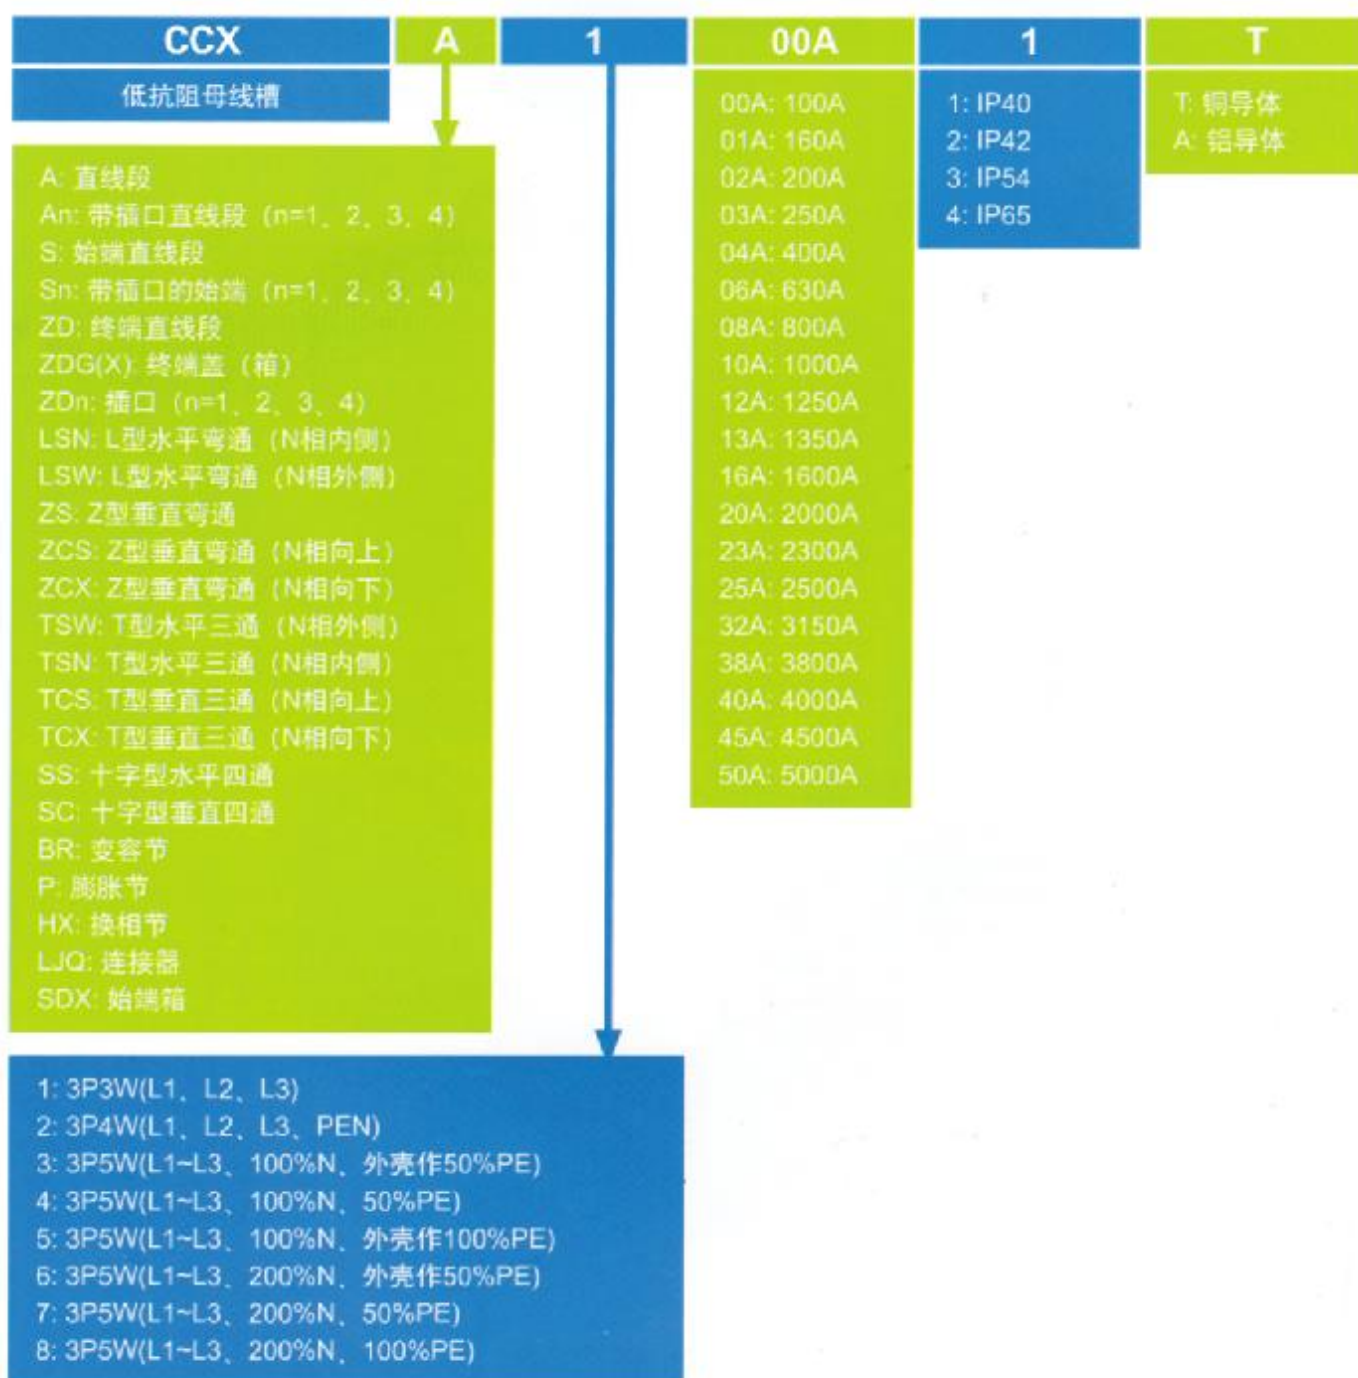 CCX A 1 00A 1 T
低抗阻母线槽
A: 直线段
An: 带插口直线段（n=1、2、3、4）
S: 始端直线段
Sn: 带插口的始端（n=1、2、3、4）
ZD: 终端直线段
ZDG(X): 终端盖（箱）
ZDn: 插口（n=1、2、3、4）
LSN: L型水平弯通（N相内侧）
LSW: L型水平弯通（N相外侧）
ZS: Z型垂直弯通
ZCS: Z型垂直弯通（N相向上）
ZCX: Z型垂直弯通（N相向下）
TSW: T型水平三通（N相外侧）
TSN: T型水平三通（N相内侧）
TCS: T型垂直三通（N相向上）
TCX: T型垂直三通（N相向下）
SS: 十字型水平四通
SC: 十字型垂直四通
BR: 变容节
P: 膨胀节
HX: 换相节
LJQ: 连接器
SDX: 始端箱
1: 3P3W(L1、L2、L3)
2: 3P4W(L1、L2、L3、PEN)
3: 3P5W(L1~L3、100%N、外壳作50%PE)
4: 3P5W(L1~L3、100%N、50%PE)
5: 3P5W(L1~L3、100%N、外壳作100%PE)
6: 3P5W(L1~L3、200%N、外壳作50%PE)
7: 3P5W(L1~L3、200%N、50%PE)
8: 3P5W(L1~L3、200%N、100%PE)
00A: 100A
01A: 160A
02A: 200A
03A: 250A
04A: 400A
06A: 630A
08A: 800A
10A: 1000A
12A: 1250A
13A: 1350A
16A: 1600A
20A: 2000A
23A: 2300A
25A: 2500A
32A: 3150A
38A: 3800A
40A: 4000A
45A: 4500A
50A: 5000A
1: IP40
2: IP42
3: IP54
4: IP65
T: 铜导体
A: 铝导体